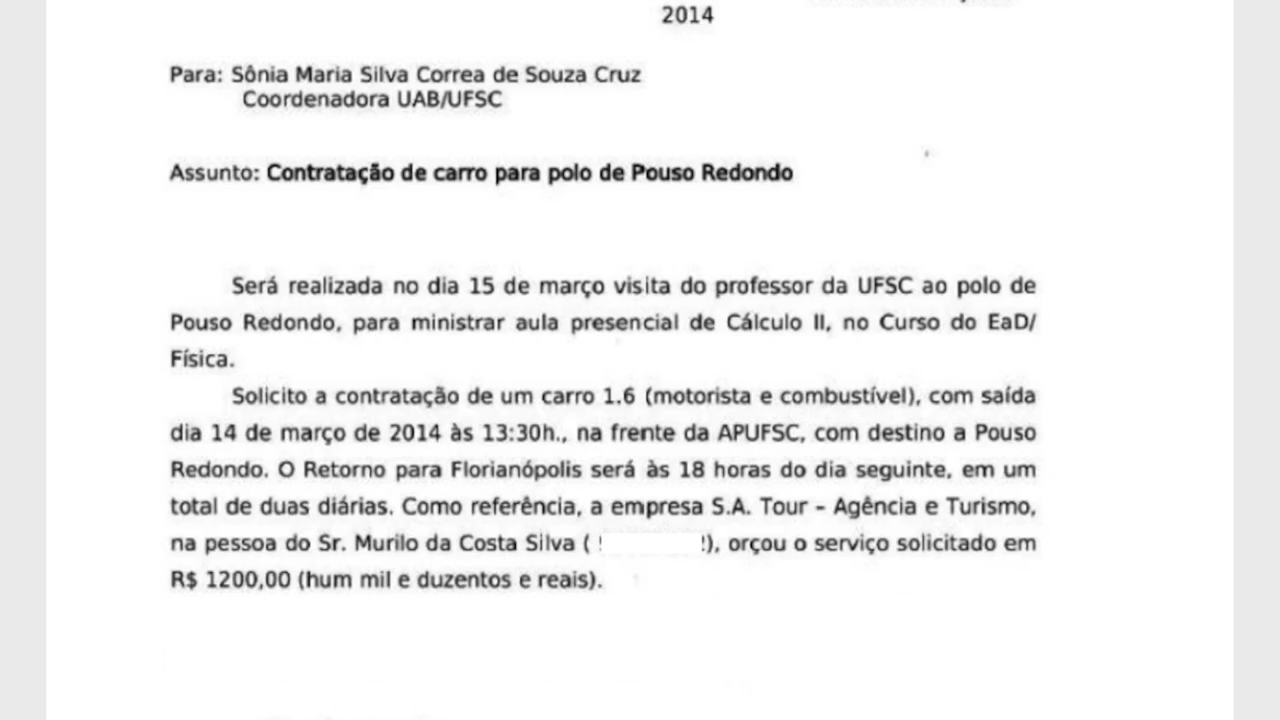 2014
Para: Sônia Maria Silva Correa de Souza Cruz
Coordenadora UAB/UFSC
Assunto: Contratação de carro para polo de Pouso Redondo
Será realizada no dia 15 de março visita do professor da UFSC ao polo de
Pouso Redondo, para ministrar aula presencial de Cálculo II, no Curso do EaD/
Física.
Solicito a contratação de um carro 1.6 (motorista e combustível), com saída
dia 14 de março de 2014 às 13:30h., na frente da APUFSC, com destino a Pouso
Redondo. O Retorno para Florianópolis será às 18 horas do dia seguinte, em um
total de duas diárias. Como referência, a empresa S.A. Tour – Agência e Turismo,
na pessoa do Sr. Murilo da Costa Silva ( ), orçou o serviço solicitado em
R$ 1200,00 (hum mil e duzentos e reais).